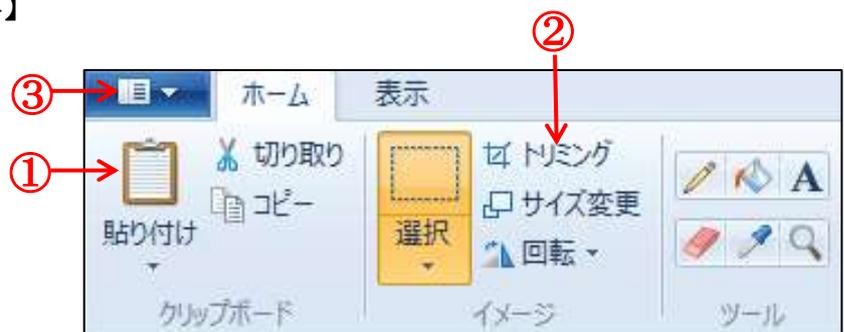 】
②
③
ホーム 表示
①
切り取り
コピー
貼り付け
トリミング
サイズ変更
選択
回転
A
クリップボード イメージ ツール